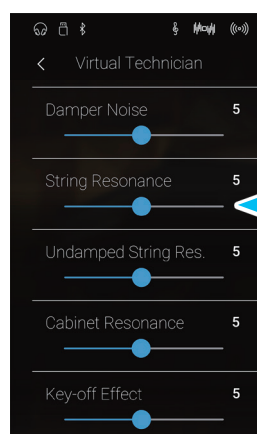 Virtual Technician
Damper Noise 5
String Resonance 5
Undamped String Res. 5
Cabinet Resonance 5
Key-off Effect 5